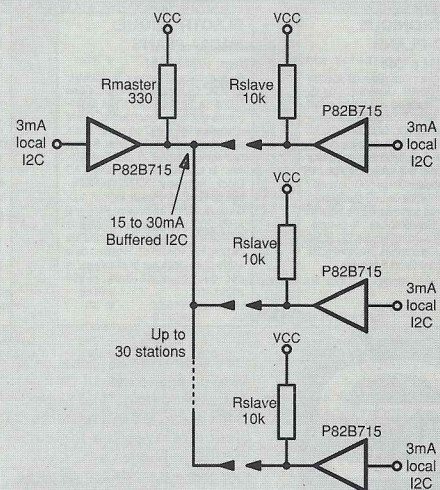 VCC
Rmaster
330
3mA
local
I2C
P82B715
15 to 30mA
Buffered I2C
VCC
Rslave
10k
P82B715
3mA
local
I2C
VCC
Rslave
10k
P82B715
3mA
local
I2C
Up to
30 stations
VCC
Rslave
10k
P82B715
3mA
local
I2C